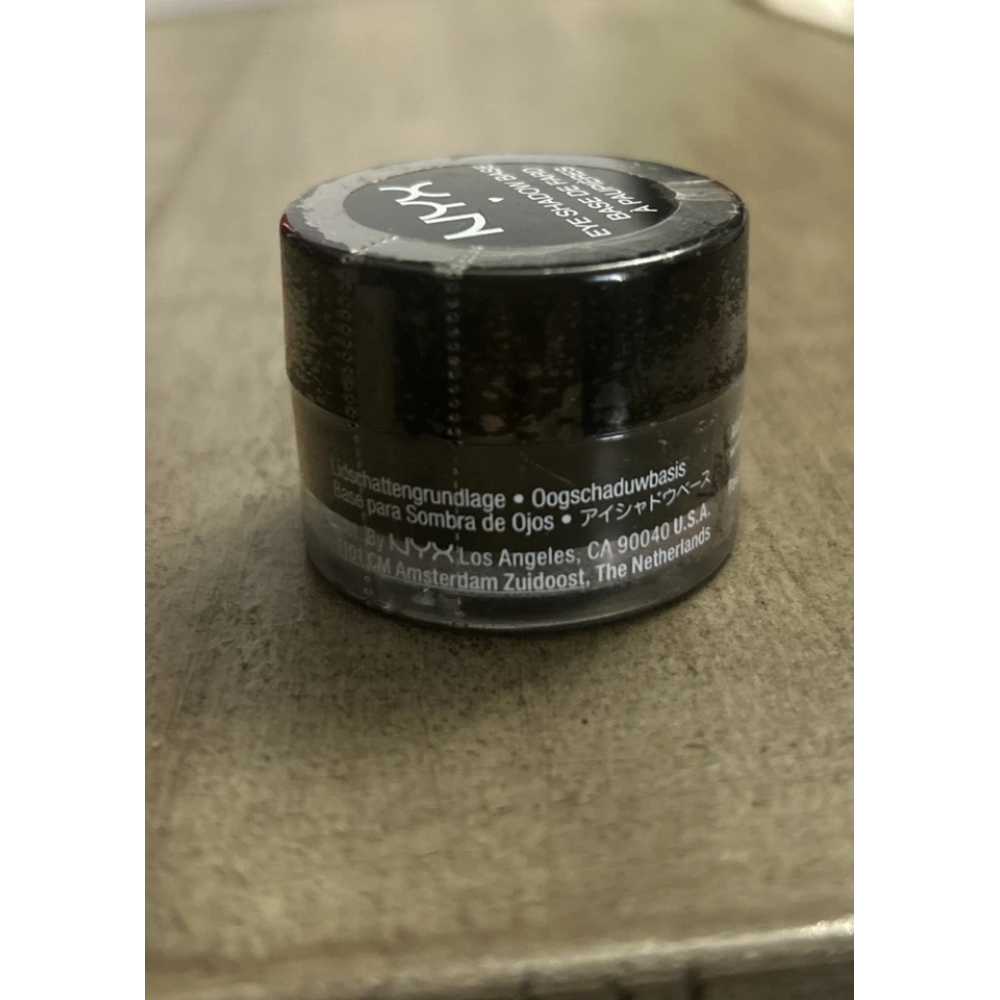 NYX
EYE SHADOW BASE
BASE DE FARD
À PAUPIÈRES
Lidschattengrundlage • Oogschaduwbasis
Base para Sombra de Ojos • アイシャドウベース
By NYX Los Angeles, CA 90040 U.S.A.
CM Amsterdam Zuidoost, The Netherlands